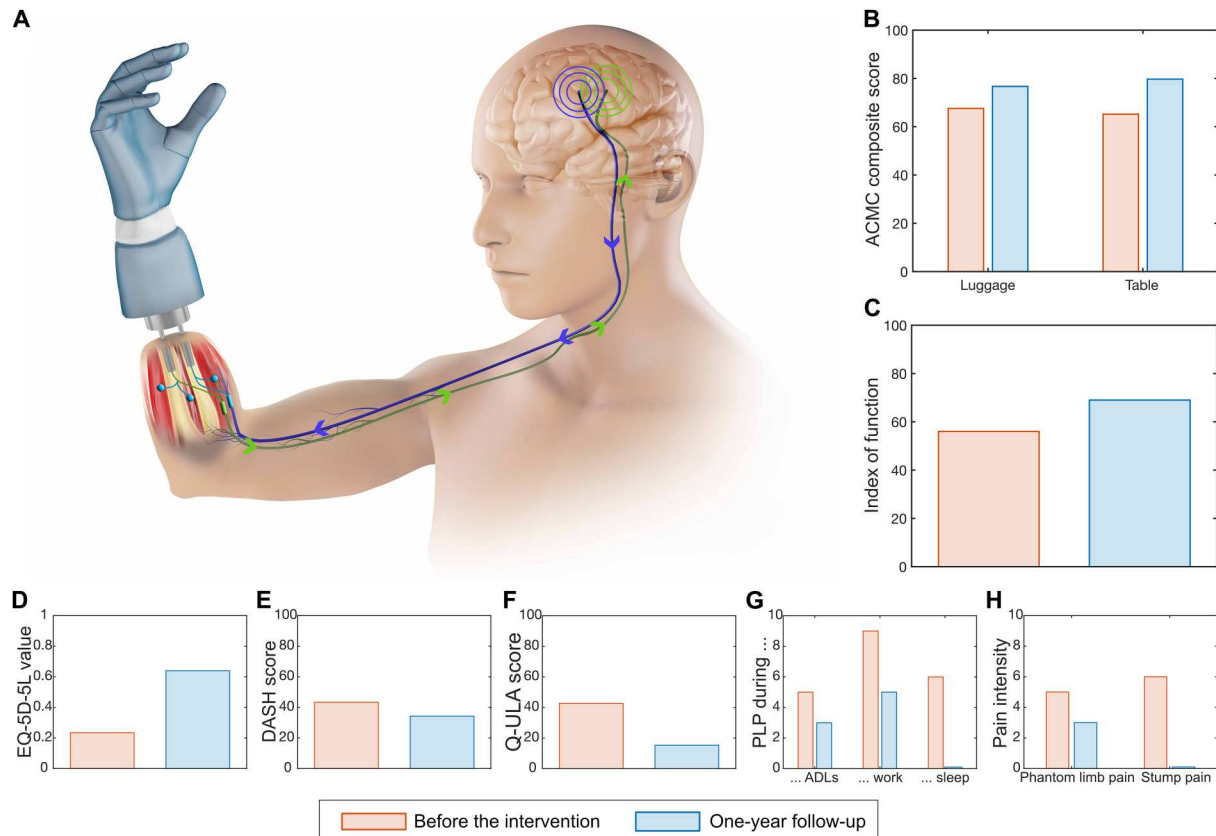 A
B
ACMC composite score
100
80
60
40
20
0
Luggage
Table
C
Index of function
100
80
60
40
20
0
D
EQ-5D-5L value
1
0.8
0.6
0.4
0.2
0
E
DASH score
100
80
60
40
20
0
F
Q-ULA score
100
80
60
40
20
0
G
PLP during ...
10
8
6
4
2
0
... ADLs
... work
... sleep
H
Pain intensity
10
8
6
4
2
0
Phantom limb pain
Stump pain
Before the intervention
One-year follow-up